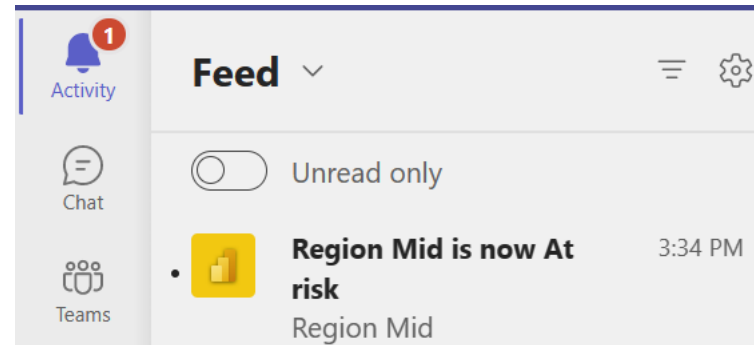 1
Activity
Feed
Chat
Unread only
Teams
Region Mid is now At
risk
3:34 PM
Region Mid